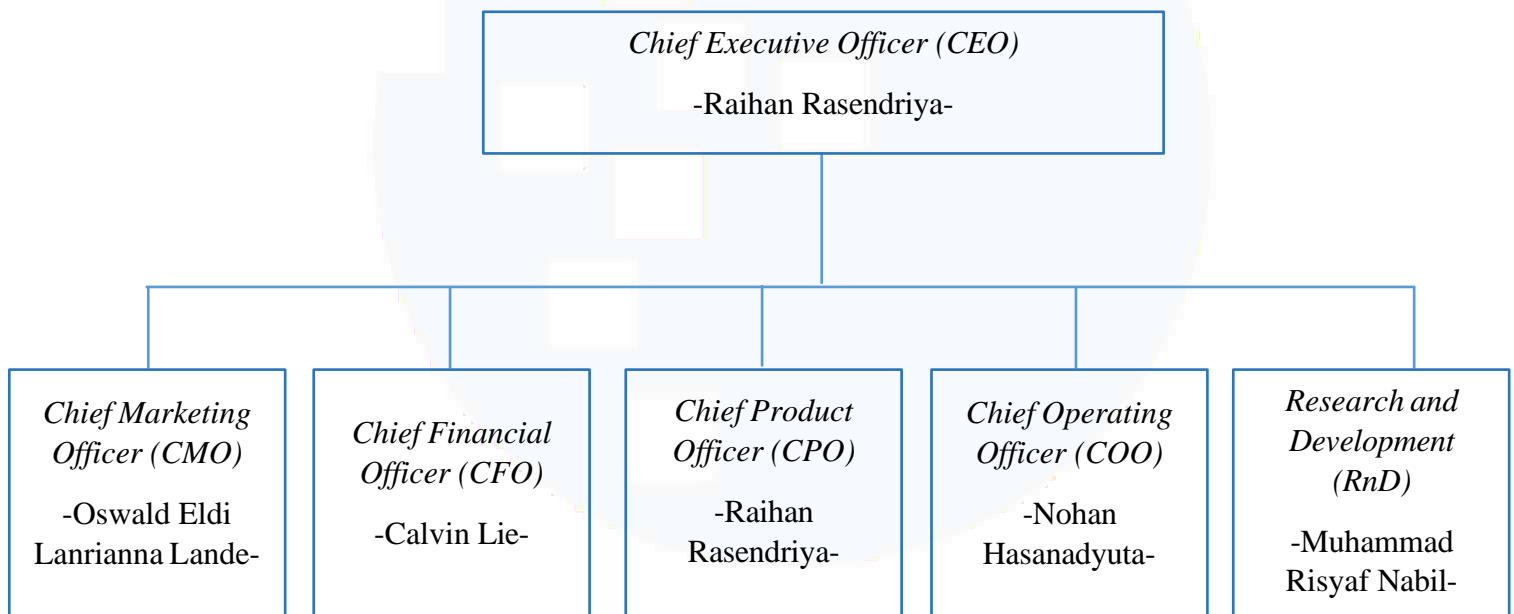 Chief Executive Officer (CEO)
-Raihan Rasendriya-
Chief Marketing
Officer (CMO)
-Oswald Eldi
Lanrianna Lande-
Chief Financial
Officer (CFO)
-Calvin Lie-
Chief Product
Officer (CPO)
-Raihan
Rasendriya-
Chief Operating
Officer (COO)
-Nohan
Hasanadyuta-
Research and
Development
(RnD)
-Muhammad
Risyaf Nabil-